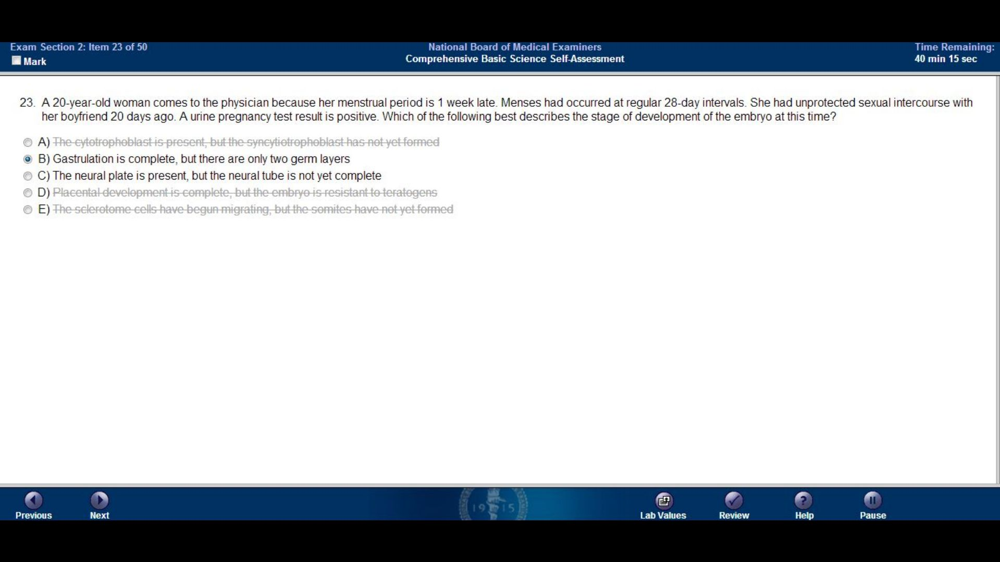 Exam Section 2: Item 23 of 50
National Board of Medical Examiners
Time Remaining:
Mark
Comprehensive Basic Science Self-Assessment
40 min 15 sec
23. A 20-year-old woman comes to the physician because her menstrual period is 1 week late. Menses had occurred at regular 28-day intervals. She had unprotected sexual intercourse with
her boyfriend 20 days ago. A urine pregnancy test result is positive. Which of the following best describes the stage of development of the embryo at this time?
A) The cytotrophoblast is present, but the syncytiotrophoblast has not yet formed
B) Gastrulation is complete, but there are only two germ layers
C) The neural plate is present, but the neural tube is not yet complete
D) Placental development is complete, but the embryo is resistant to teratogens
E) The sclerotome cells have begun migrating, but the somites have not yet formed
1915
Previous
Next
Lab Values
Review
Help
Pause